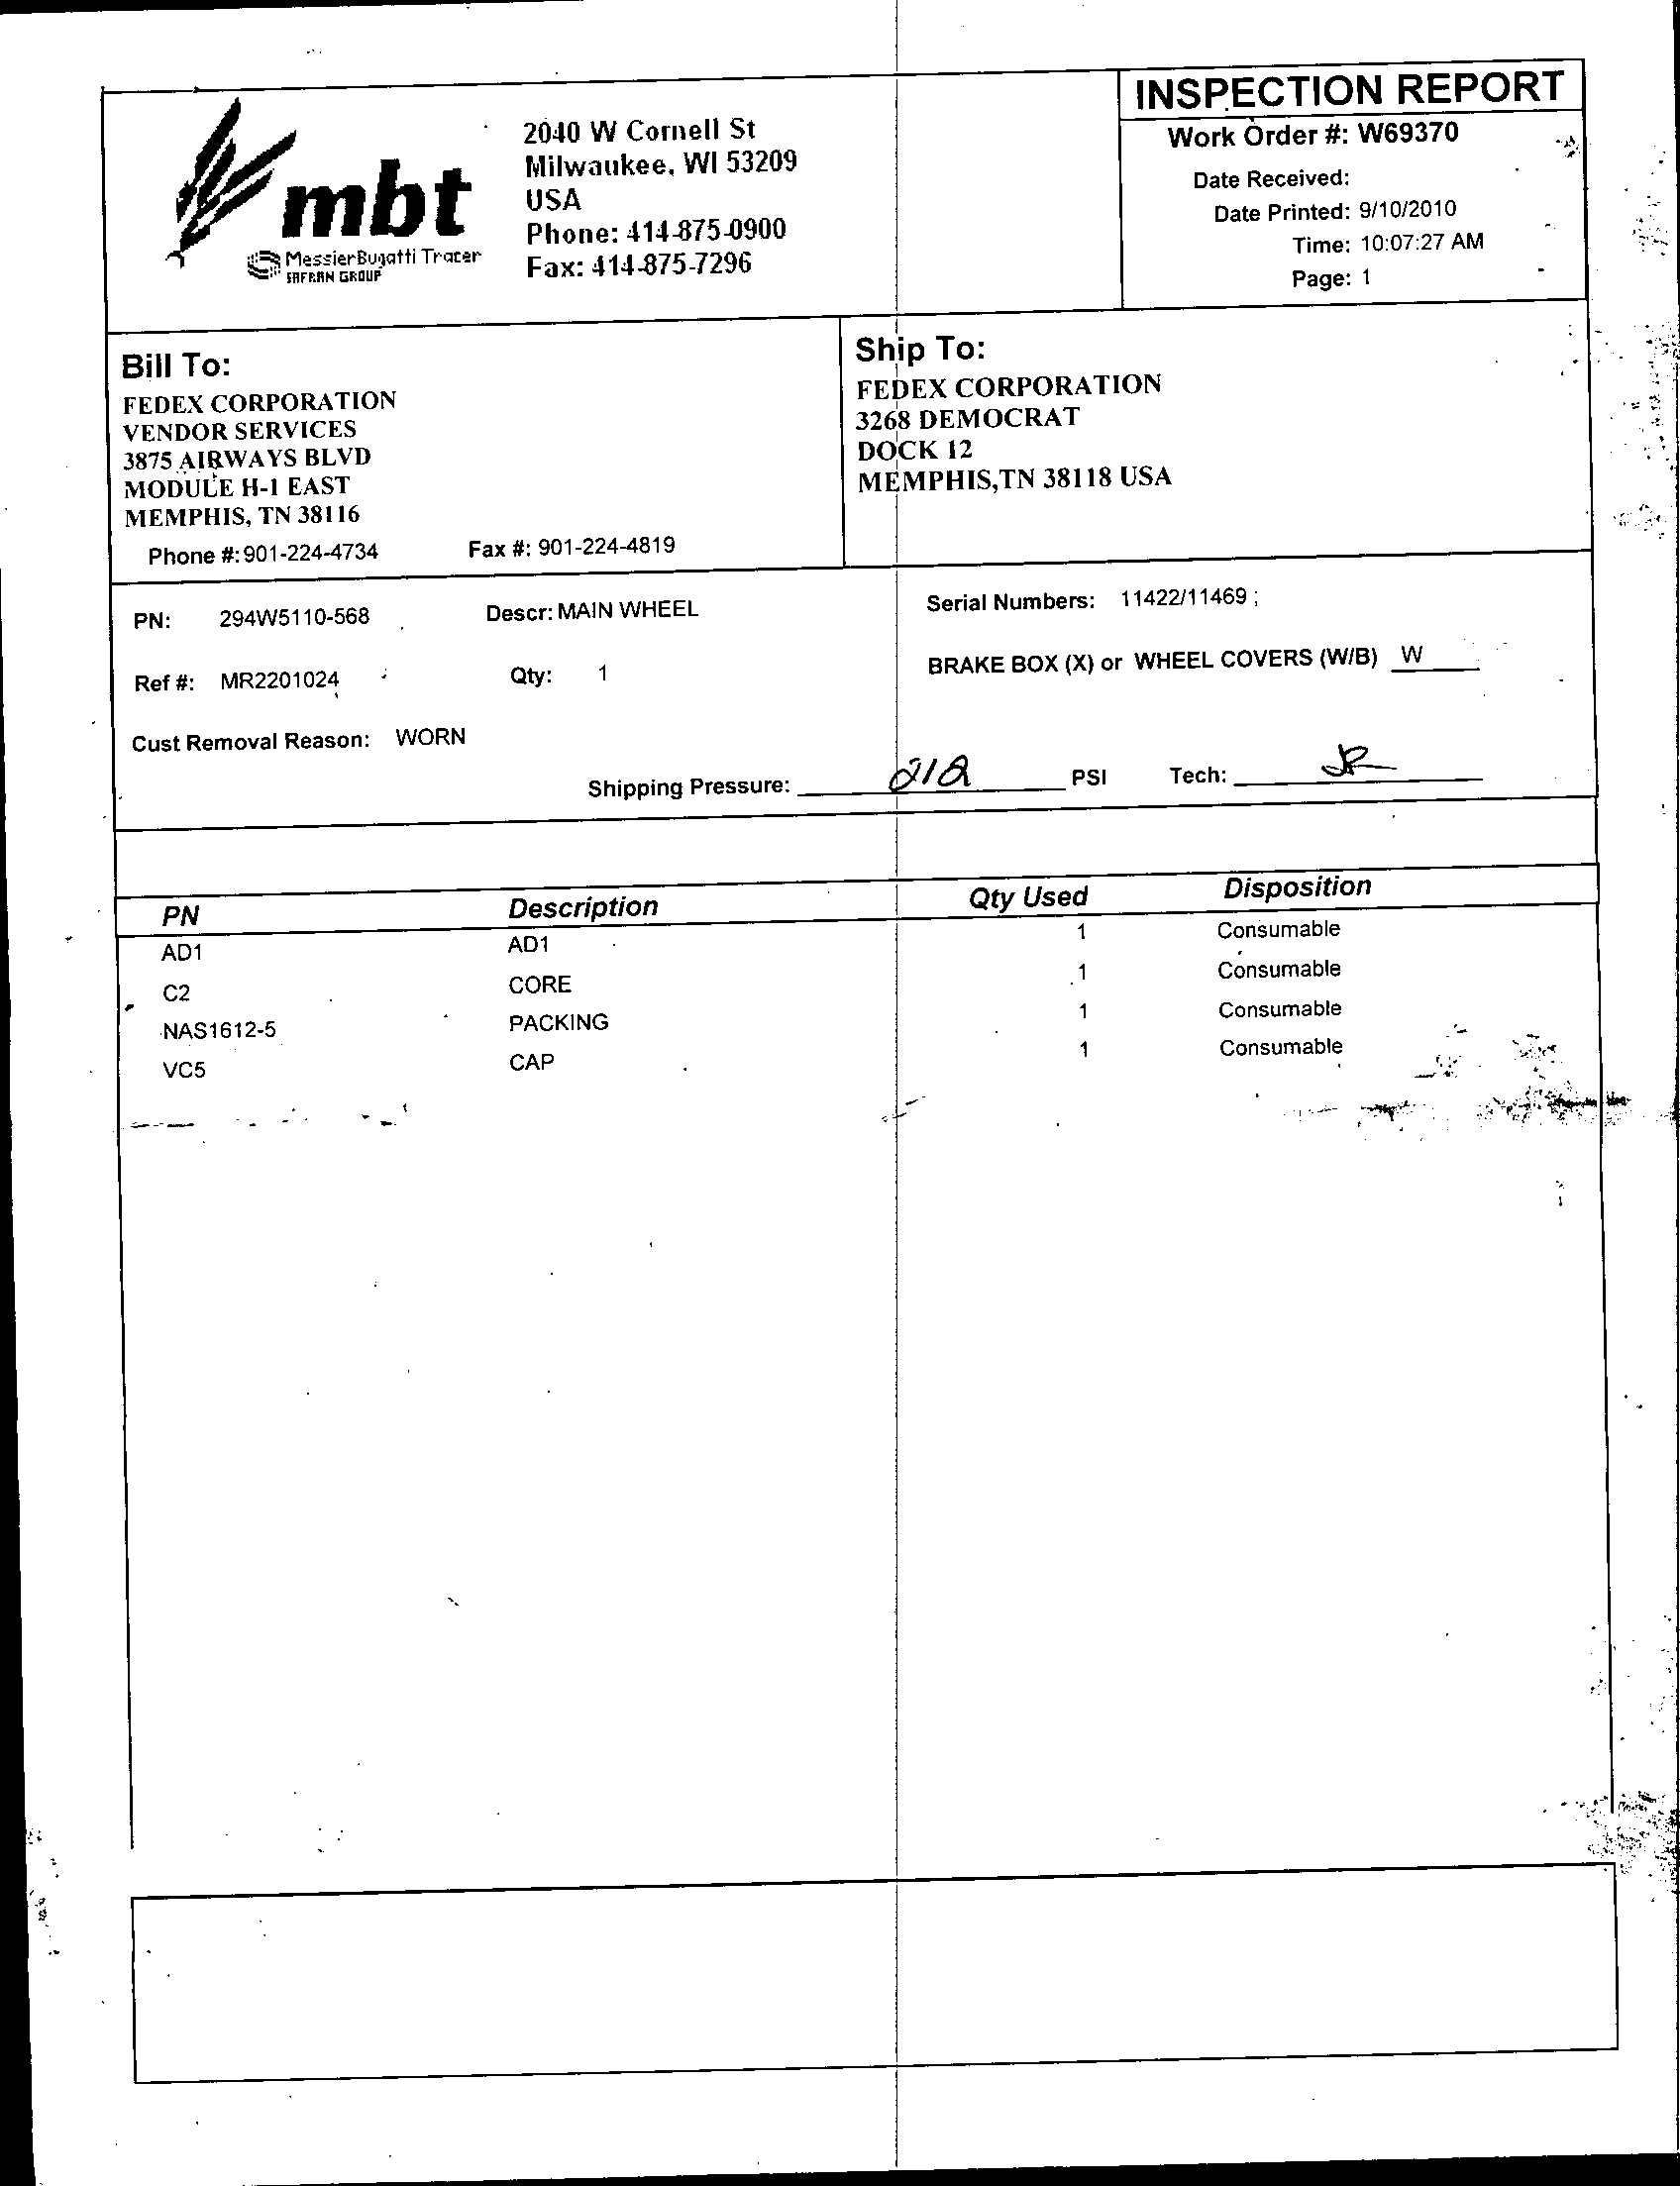 INSPECTION REPORT
mbt
MessierBugatti Tracer
SAFRAN GROUP
2040 W Cornell St
Milwaukee, WI 53209
USA
Phone: 414-875-0900
Fax: 414-875-7296
Work Order #: W69370
Date Received:
Date Printed: 9/10/2010
Time: 10:07:27 AM
Page: 1
Bill To:
FEDEX CORPORATION
VENDOR SERVICES
3875 AIRWAYS BLVD
MODULE H-1 EAST
MEMPHIS, TN 38116
Phone #: 901-224-4734 Fax #: 901-224-4819
Ship To:
FEDEX CORPORATION
3268 DEMOCRAT
DOCK 12
MEMPHIS,TN 38118 USA
PN: 294W5110-568 Descr: MAIN WHEEL Serial Numbers: 11422/11469 ;
Ref #: MR2201024 Qty: 1 BRAKE BOX (X) or WHEEL COVERS (W/B) W
Cust Removal Reason: WORN
Shipping Pressure: 212 PSI Tech: JR
PN Description Qty Used Disposition
AD1 AD1 1 Consumable
C2 CORE 1 Consumable
NAS1612-5 PACKING 1 Consumable
VC5 CAP 1 Consumable